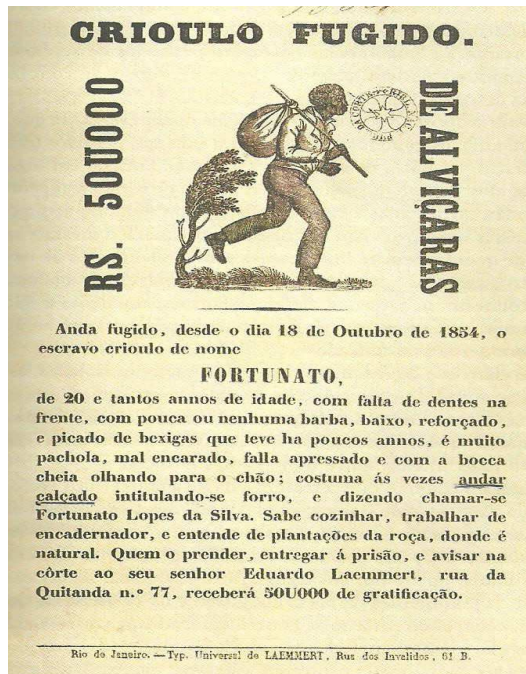 CRIOULO FUGIDO.
RS. 50U000
DE ALVIÇARAS
Anda fugido, desde o dia 18 de Outubro de 1854, o
escravo crioulo de nome
FORTUNATO,
de 20 e tantos annos de idade, com falta de dentes na
frente, com pouca ou nenhuma barba, baixo, reforçado,
e picado de bexigas que teve ha poucos annos, é muito
pachola, mal encarado, falla apressado e com a bocca
cheia olhando para o chão; costuma ás vezes andar
calçado intitulando-se forro, e dizendo chamar-se
Fortunato Lopes da Silva. Sabe cozinhar, trabalhar de
encadernador, e entende de plantações da roça, donde é
natural. Quem o prender, entregar á prisão, e avisar na
côrte ao seu senhor Eduardo Laemmert, rua da
Quitanda n.º 77, receberá 50U000 de gratificação.
Rio de Janeiro. — Typ. Universal de LAEMMERT, Rua dos Invalidos, 61 B.